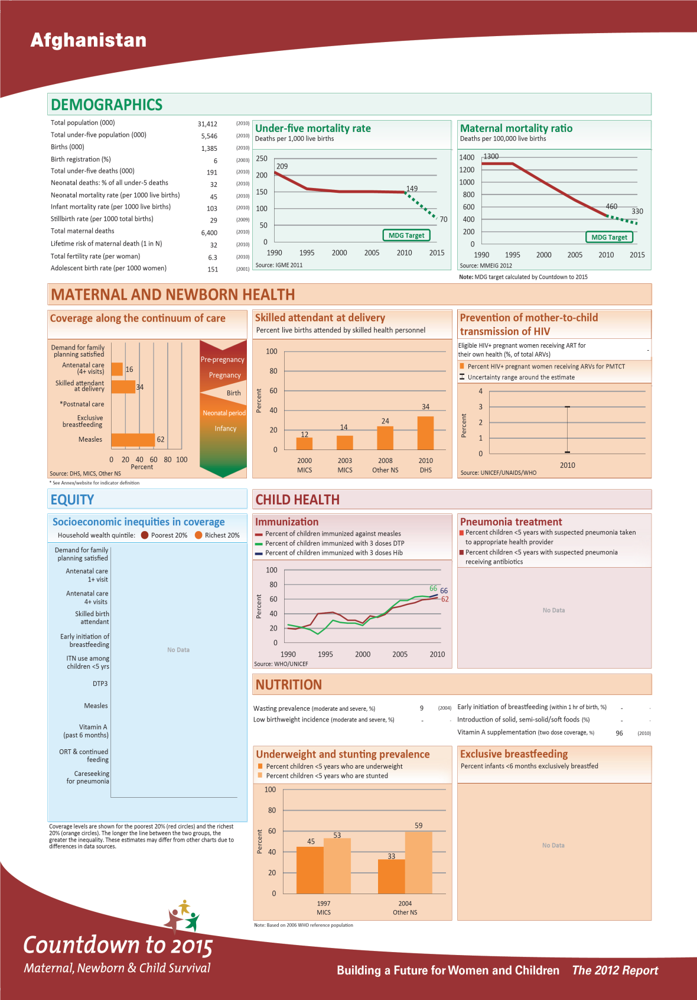 Afghanistan
DEMOGRAPHICS
Total population (000) 31,412 (2010)
Total under-five population (000) 5,546 (2010)
Births (000) 1,385 (2010)
Birth registration (%) 6 (2003)
Total under-five deaths (000) 191 (2010)
Neonatal deaths: % of all under-5 deaths 32 (2010)
Neonatal mortality rate (per 1000 live births) 45 (2010)
Infant mortality rate (per 1000 live births) 103 (2010)
Stillbirth rate (per 1000 total births) 29 (2009)
Total maternal deaths 6,400 (2010)
Lifetime risk of maternal death (1 in N) 32 (2010)
Total fertility rate (per woman) 6.3 (2010)
Adolescent birth rate (per 1000 women) 151 (2001)
Under-five mortality rate
Deaths per 1,000 live births
250
209
200
150
149
100
70
50
MDG Target
0
1990 1995 2000 2005 2010 2015
Source: IGME 2011
Maternal mortality ratio
Deaths per 100,000 live births
1400
1300
1200
1000
800
600
460
330
400
200
MDG Target
0
1990 1995 2000 2005 2010 2015
Source: MMEIG 2012
Note: MDG target calculated by Countdown to 2015
MATERNAL AND NEWBORN HEALTH
Coverage along the continuum of care
Demand for family
planning satisfied
Antenatal care
(4+ visits)
16
Skilled attendant
at delivery
34
*Postnatal care
Exclusive
breastfeeding
Measles
62
0 20 40 60 80 100
Percent
Pre-pregnancy
Pregnancy
Birth
Neonatal period
Infancy
Source: DHS, MICS, Other NS
* See Annex/website for indicator definition
Skilled attendant at delivery
Percent live births attended by skilled health personnel
100
80
60
40
20
0
Percent
12 14 24 34
2000 2003 2008 2010
MICS MICS Other NS DHS
Prevention of mother-to-child
transmission of HIV
Eligible HIV+ pregnant women receiving ART for
their own health (%, of total ARVs) -
Percent HIV+ pregnant women receiving ARVs for PMTCT
Uncertainty range around the estimate
4
3
2
1
0
Percent
2010
Source: UNICEF/UNAIDS/WHO
EQUITY
Socioeconomic inequities in coverage
Household wealth quintile: Poorest 20% Richest 20%
Demand for family
planning satisfied
Antenatal care
1+ visit
Antenatal care
4+ visits
Skilled birth
attendant
Early initiation of
breastfeeding
ITN use among
children <5 yrs
DTP3
Measles
Vitamin A
(past 6 months)
ORT & continued
feeding
Careseeking
for pneumonia
No Data
Coverage levels are shown for the poorest 20% (red circles) and the richest
20% (orange circles). The longer the line between the two groups, the
greater the inequality. These estimates may differ from other charts due to
differences in data sources.
CHILD HEALTH
Immunization
Percent of children immunized against measles
Percent of children immunized with 3 doses DTP
Percent of children immunized with 3 doses Hib
100
80
60
40
20
0
Percent
66
66
62
1990 1995 2000 2005 2010
Source: WHO/UNICEF
Pneumonia treatment
Percent children <5 years with suspected pneumonia taken
to appropriate health provider
Percent children <5 years with suspected pneumonia
receiving antibiotics
No Data
NUTRITION
Wasting prevalence (moderate and severe, %) 9 (2004)
Low birthweight incidence (moderate and severe, %) - -
Early initiation of breastfeeding (within 1 hr of birth, %) - -
Introduction of solid, semi-solid/soft foods (%) - -
Vitamin A supplementation (two dose coverage, %) 96 (2010)
Underweight and stunting prevalence
Percent children <5 years who are underweight
Percent children <5 years who are stunted
100
80
60
40
20
0
Percent
45 53 33 59
1997 2004
MICS Other NS
Note: Based on 2006 WHO reference population
Exclusive breastfeeding
Percent infants <6 months exclusively breastfed
No Data
Countdown to 2015
Maternal, Newborn & Child Survival
Building a Future for Women and Children The 2012 Report